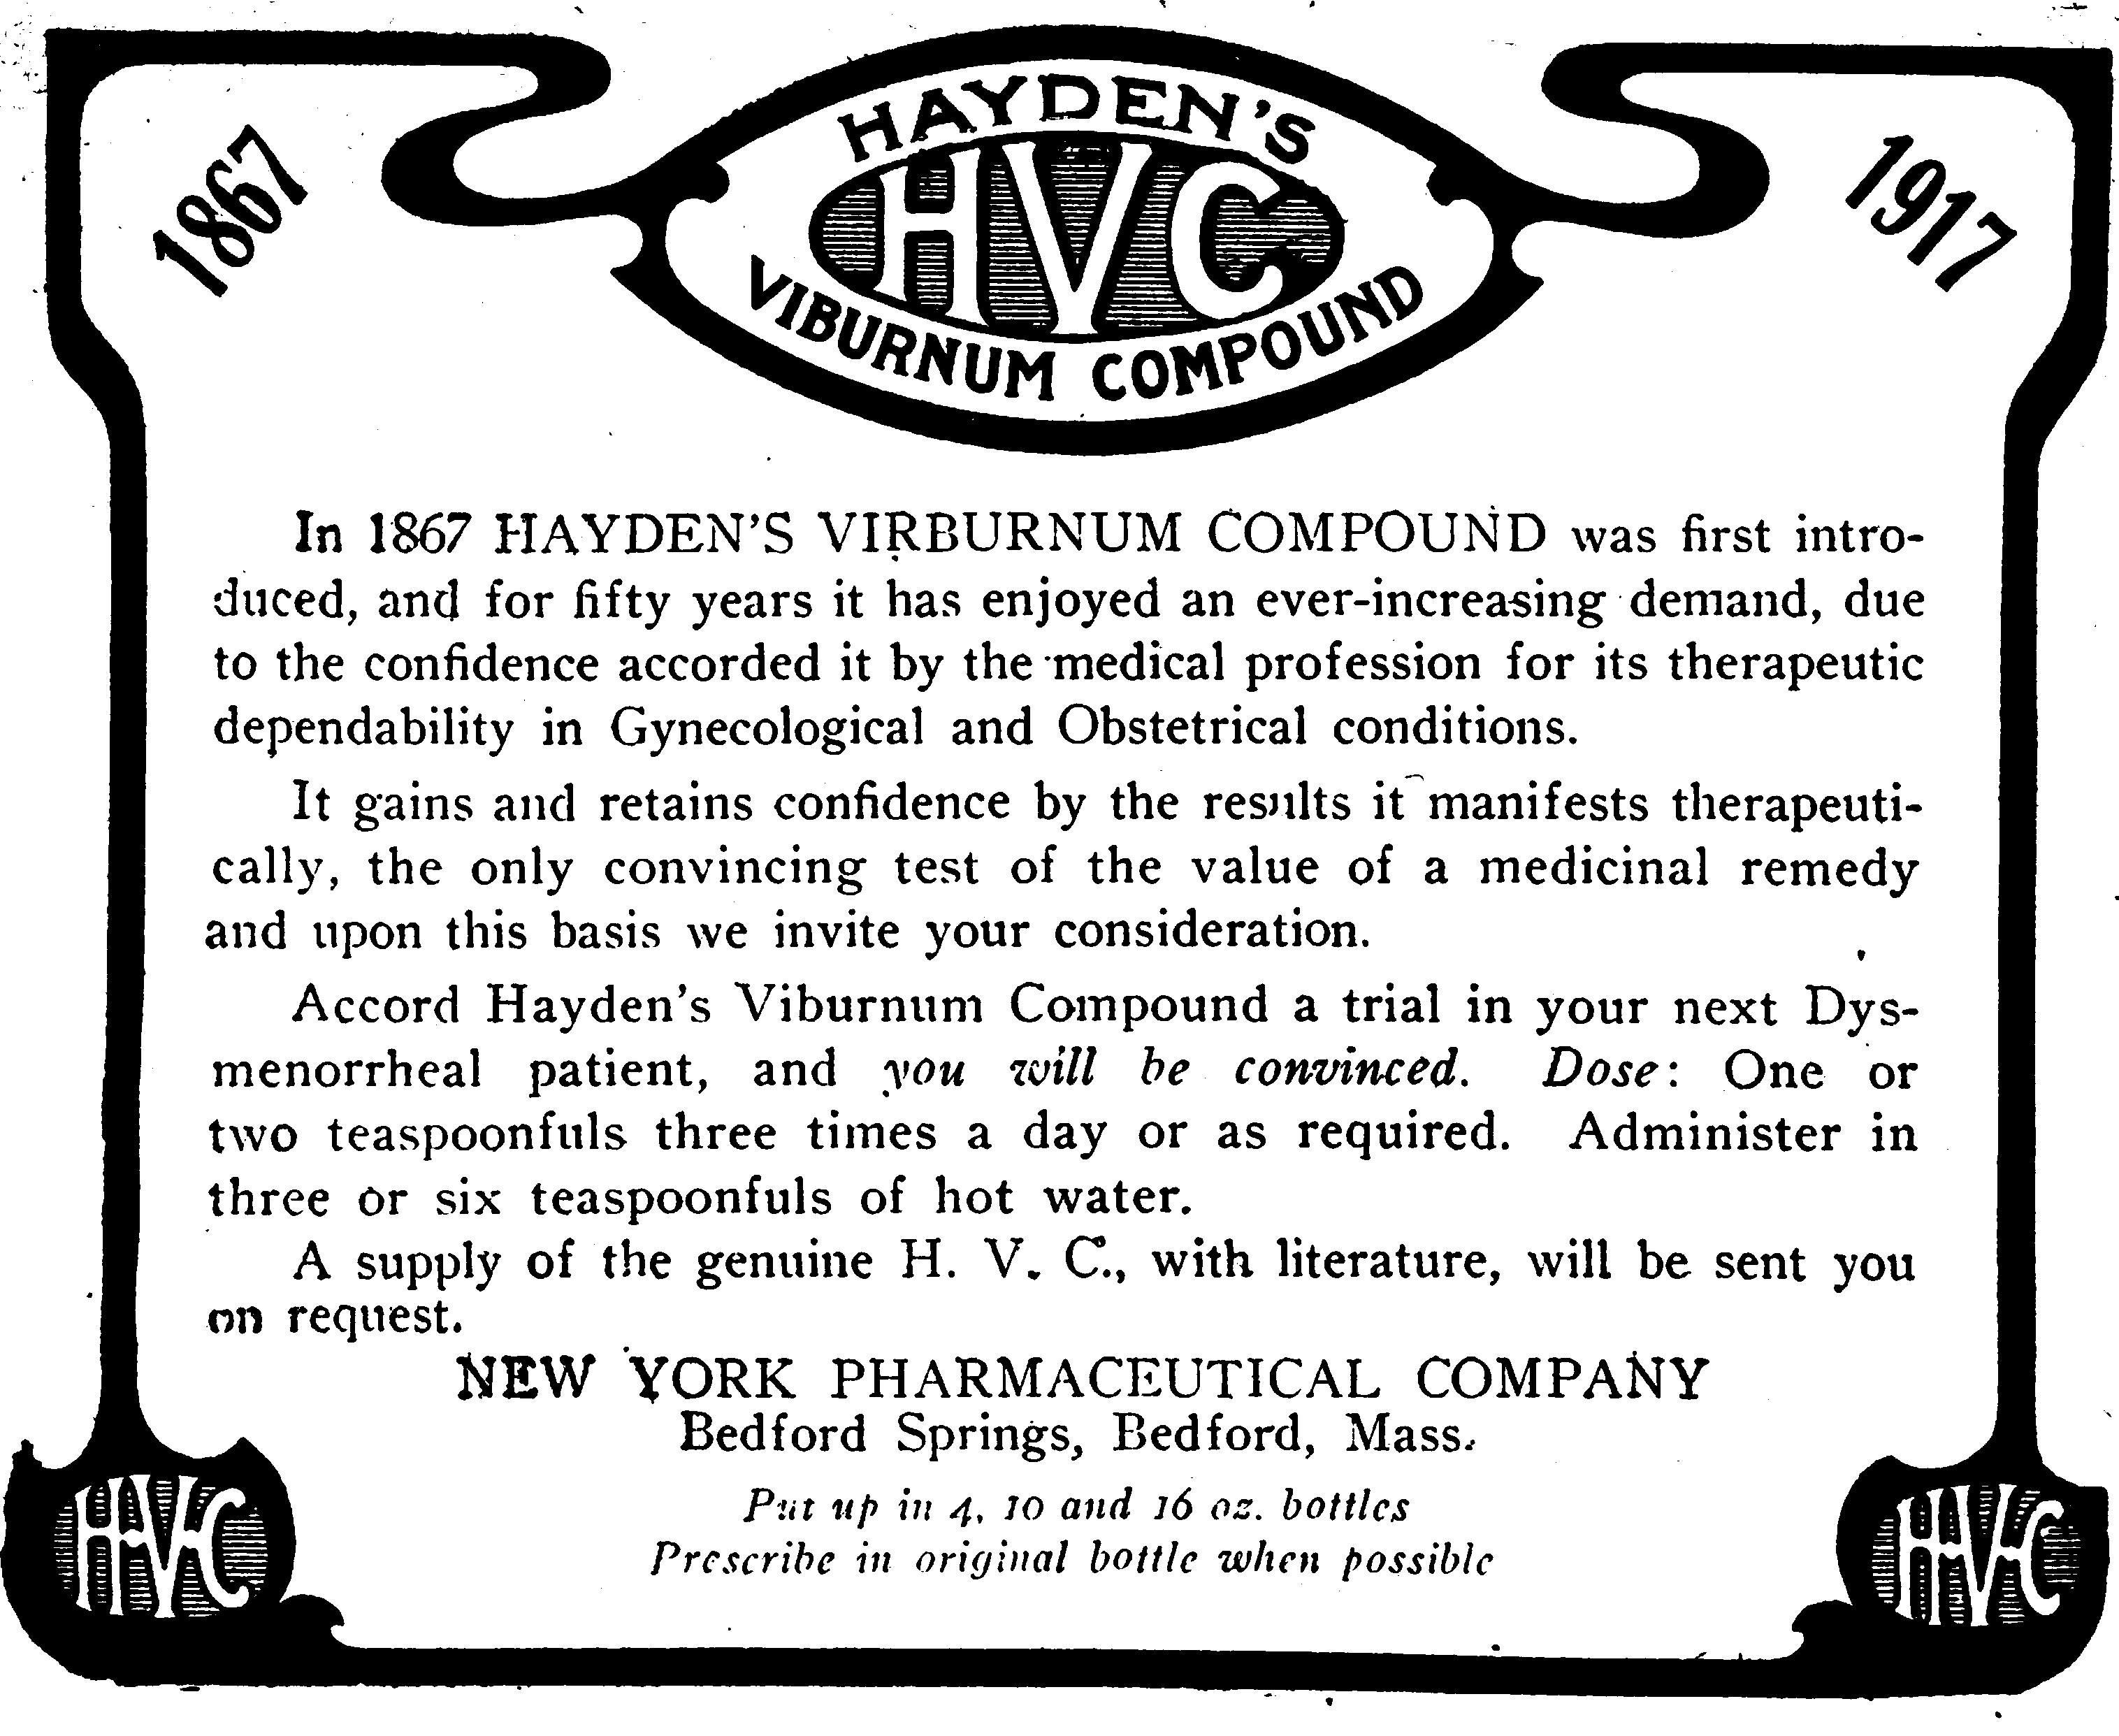 HAYDEN'S
HVC
VIBURNUM COMPOUND
1867
1917
In 1867 HAYDEN'S VIRBURNUM COMPOUND was first intro-
duced, and for fifty years it has enjoyed an ever-increasing demand, due
to the confidence accorded it by the medical profession for its therapeutic
dependability in Gynecological and Obstetrical conditions.
It gains and retains confidence by the results it manifests therapeuti-
cally, the only convincing test of the value of a medicinal remedy
and upon this basis we invite your consideration.
Accord Hayden's Viburnum Compound a trial in your next Dys-
menorrheal patient, and you will be convinced. Dose: One or
two teaspoonfuls three times a day or as required. Administer in
three or six teaspoonfuls of hot water.
A supply of the genuine H. V. C., with literature, will be sent you
on request.
NEW YORK PHARMACEUTICAL COMPANY
Bedford Springs, Bedford, Mass.
Put up in 4, 10 and 16 oz. bottles
Prescribe in original bottle when possible
HVC
HVC